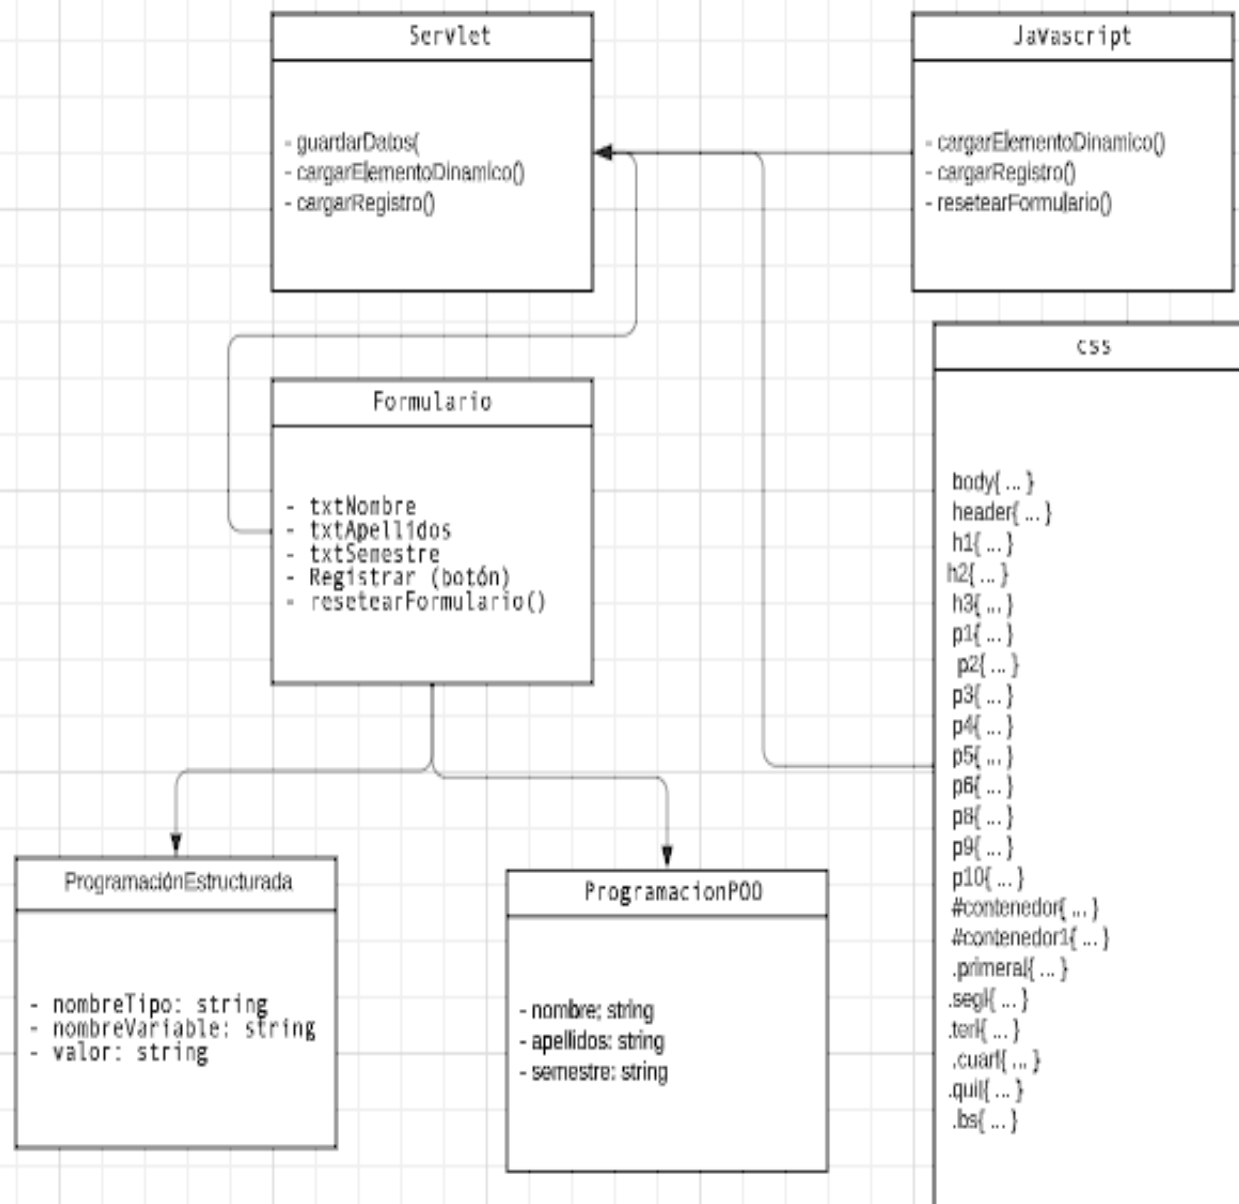 Servlet
- guardarDatos(
- cargarElementoDinamico()
- cargarRegistro()
Javascript
- cargarElementoDinamico()
- cargarRegistro()
- resetearFormulario()
Formulario
- txtNombre
- txtApellidos
- txtSemestre
- Registrar (botón)
- resetearFormulario()
css
body{ ... }
header{ ... }
h1{ ... }
h2{ ... }
h3{ ... }
p1{ ... }
p2{ ... }
p3{ ... }
p4{ ... }
p5{ ... }
p6{ ... }
p8{ ... }
p9{ ... }
p10{ ... }
#contenedor{ ... }
#contenedor1{ ... }
.primeral{ ... }
.segl{ ... }
.terl{ ... }
.cuarl{ ... }
.quil{ ... }
.bs{ ... }
ProgramaciónEstructurada
- nombreTipo: string
- nombreVariable: string
- valor: string
ProgramacionPOO
- nombre: string
- apellidos: string
- semestre: string